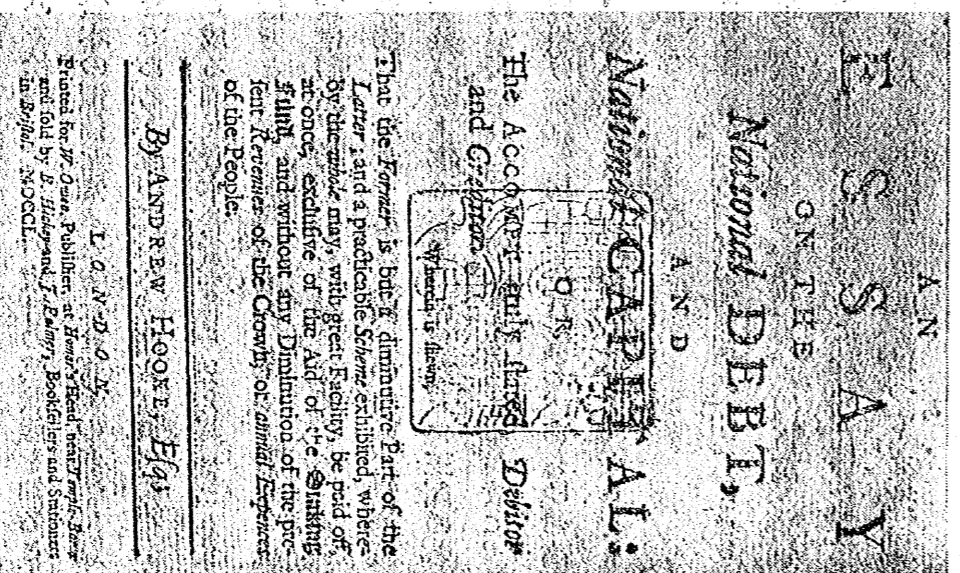 AN
ESSAY
ON THE
National DEBT,
AND
National CAPITAL:
OR,
The ACCOMPT truly stated, Debtor
and Creditor.
Wherein is shewn,
That the Former is but a diminutive Part of the
Latter; and a practicable Scheme exhibited, where-
by the whole may, with great Facility, be paid off,
at once, exclusive of the Aid of the Sinking
Fund, and without any Diminution of the pre-
sent Revenues of the Crown, or annual Expences
of the People.
By ANDREW HOOKE, Esq;
LONDON,
Printed for W. Owen, Publisher, at Homer's Head, near Temple-Barr
and sold by B. Hickey and J. Palmer, Booksellers and Stationers
in Bristol. MDCCL.